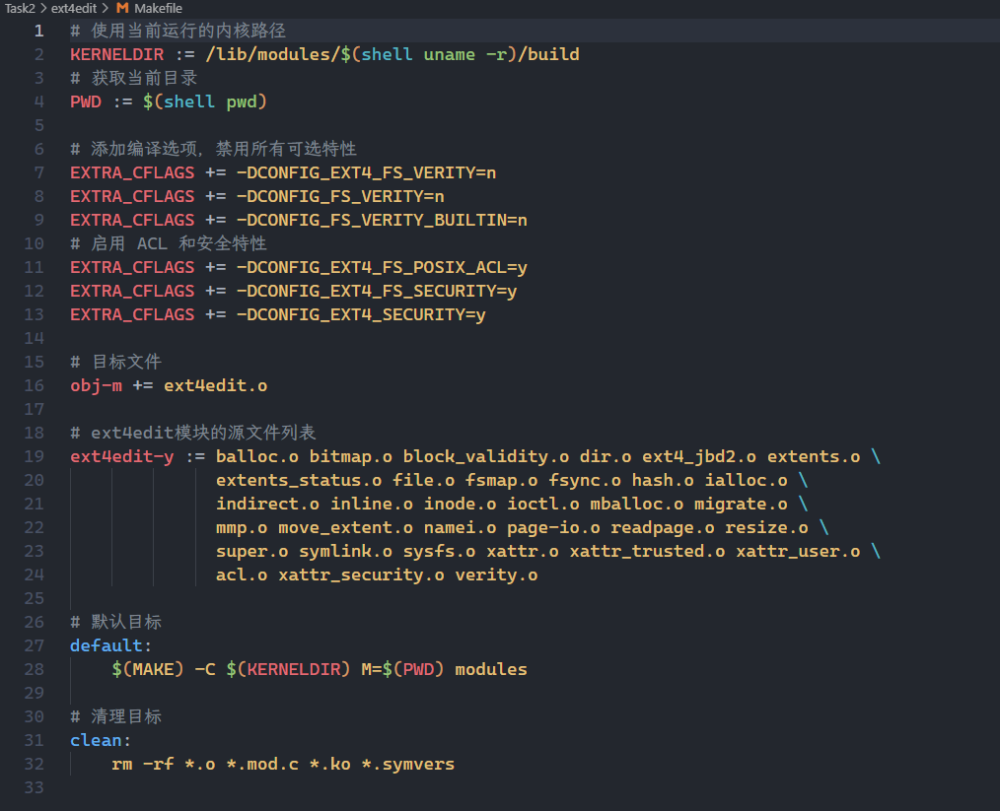 Task2 > ext4edit > Makefile
1 # 使用当前运行的内核路径
2 KERNELDIR := /lib/modules/$(shell uname -r)/build
3 # 获取当前目录
4 PWD := $(shell pwd)
5
6 # 添加编译选项，禁用所有可选特性
7 EXTRA_CFLAGS += -DCONFIG_EXT4_FS_VERITY=n
8 EXTRA_CFLAGS += -DCONFIG_FS_VERITY=n
9 EXTRA_CFLAGS += -DCONFIG_FS_VERITY_BUILTIN=n
10 # 启用 ACL 和安全特性
11 EXTRA_CFLAGS += -DCONFIG_EXT4_FS_POSIX_ACL=y
12 EXTRA_CFLAGS += -DCONFIG_EXT4_FS_SECURITY=y
13 EXTRA_CFLAGS += -DCONFIG_EXT4_SECURITY=y
14
15 # 目标文件
16 obj-m += ext4edit.o
17
18 # ext4edit模块的源文件列表
19 ext4edit-y := balloc.o bitmap.o block_validity.o dir.o ext4_jbd2.o extents.o \
20 extents_status.o file.o fsmap.o fsync.o hash.o ialloc.o \
21 indirect.o inline.o inode.o ioctl.o mballoc.o migrate.o \
22 mmp.o move_extent.o namei.o page-io.o readpage.o resize.o \
23 super.o symlink.o sysfs.o xattr.o xattr_trusted.o xattr_user.o \
24 acl.o xattr_security.o verity.o
25
26 # 默认目标
27 default:
28 $(MAKE) -C $(KERNELDIR) M=$(PWD) modules
29
30 # 清理目标
31 clean:
32 rm -rf *.o *.mod.c *.ko *.symvers
33